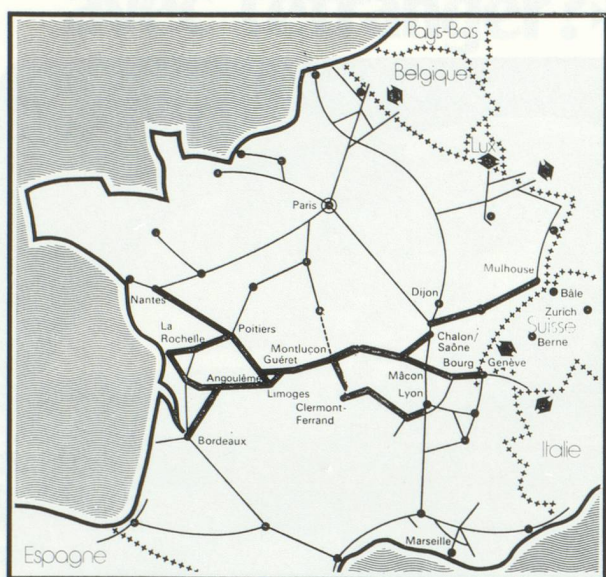 Pays-Bas
Belgique
Lux
Paris
Dijon
Mulhouse
Bâle
Zurich
Suisse
Berne
Nantes
La
Rochelle
Poitiers
Montluçon
Guéret
Chalon/
Saône
Bourg
Genève
Angoulême
Limoges
Mâcon
Lyon
Clermont-
Ferrand
Bordeaux
Italie
Marseille
Espagne